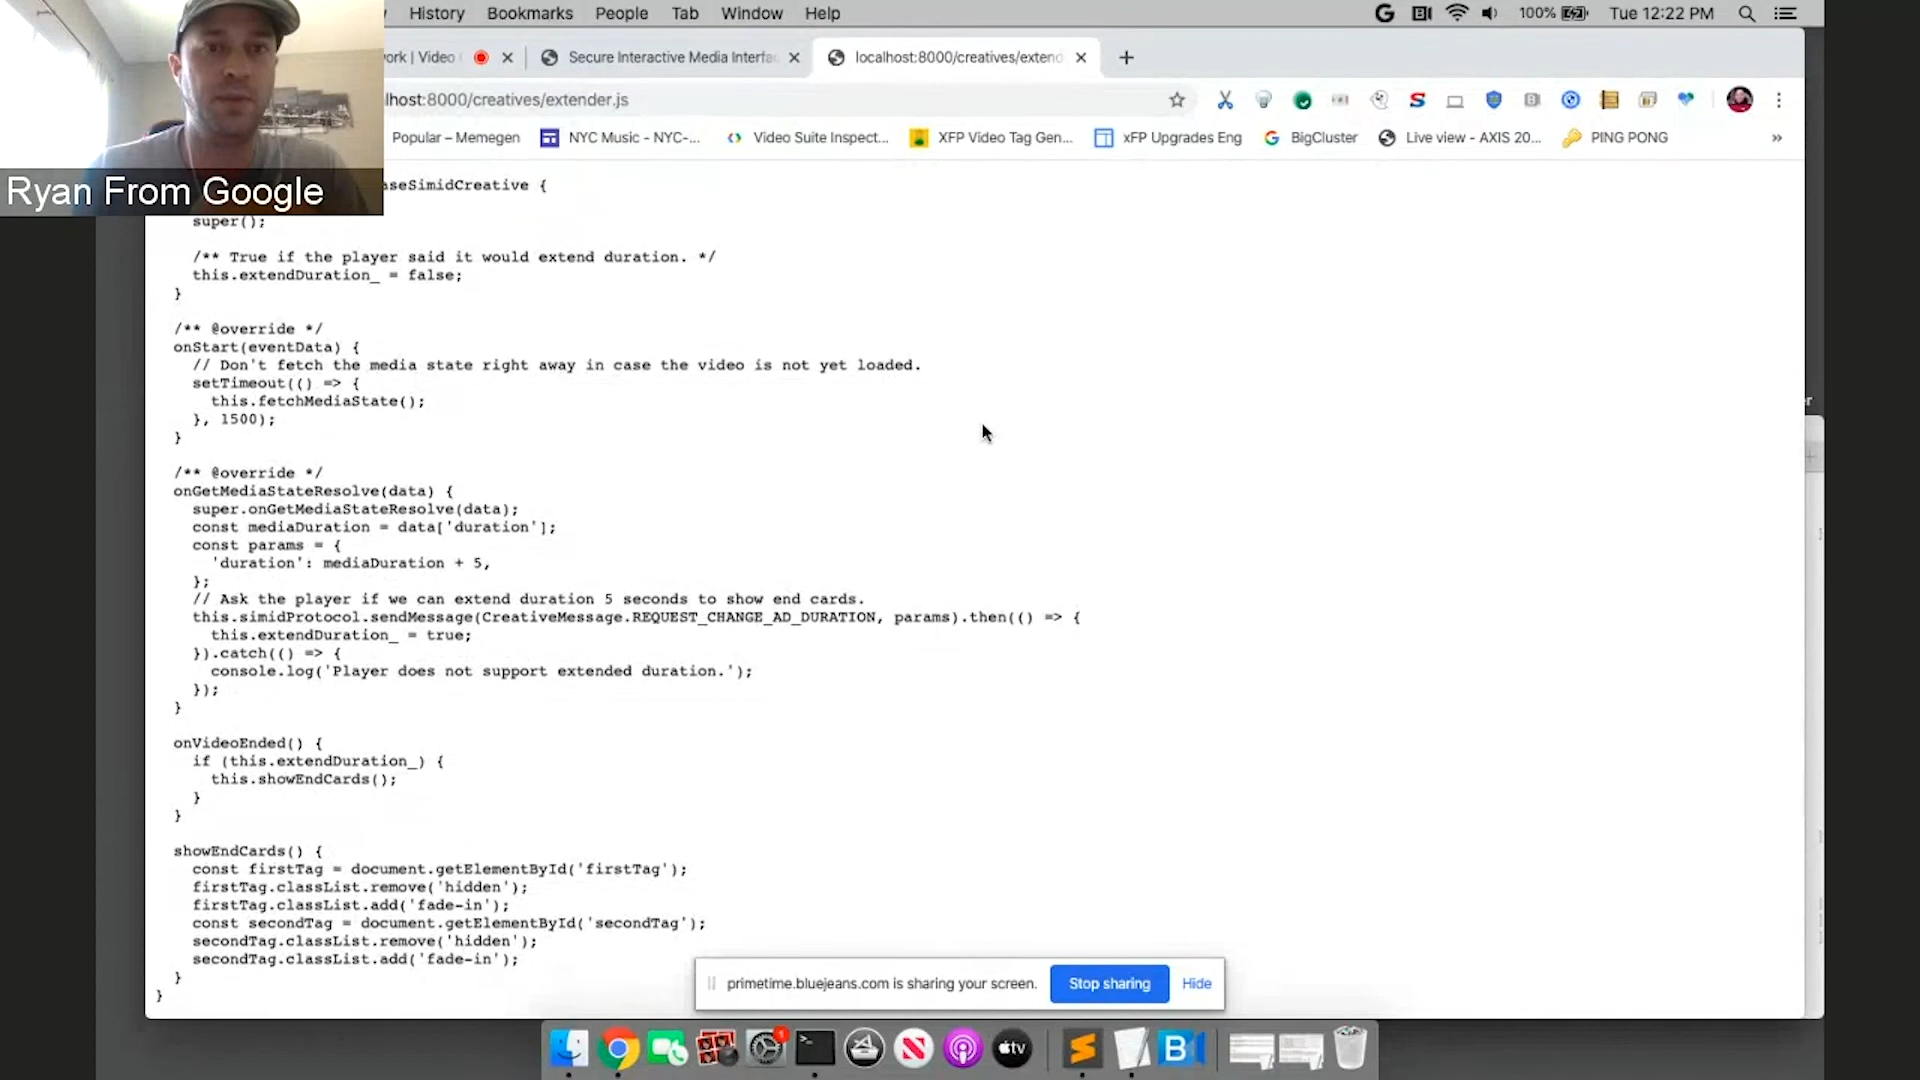 History Bookmarks People Tab Window Help
100% Tue 12:22 PM
ork | Video
Secure Interactive Media Interfa
localhost:8000/creatives/extend
lhost:8000/creatives/extender.js
Popular – Memegen
NYC Music - NYC-...
Video Suite Inspect...
XFP Video Tag Gen...
xFP Upgrades Eng
BigCluster
Live view - AXIS 20...
PING PONG
»
Ryan From Google
aseSimidCreative {
super();
/** True if the player said it would extend duration. */
this.extendDuration_ = false;
}
/** @override */
onStart(eventData) {
// Don't fetch the media state right away in case the video is not yet loaded.
setTimeout(() => {
this.fetchMediaState();
}, 1500);
}
/** @override */
onGetMediaStateResolve(data) {
super.onGetMediaStateResolve(data);
const mediaDuration = data['duration'];
const params = {
'duration': mediaDuration + 5,
};
// Ask the player if we can extend duration 5 seconds to show end cards.
this.simidProtocol.sendMessage(CreativeMessage.REQUEST_CHANGE_AD_DURATION, params).then(() => {
this.extendDuration_ = true;
}).catch(() => {
console.log('Player does not support extended duration.');
});
}
onVideoEnded() {
if (this.extendDuration_) {
this.showEndCards();
}
}
showEndCards() {
const firstTag = document.getElementById('firstTag');
firstTag.classList.remove('hidden');
firstTag.classList.add('fade-in');
const secondTag = document.getElementById('secondTag');
secondTag.classList.remove('hidden');
secondTag.classList.add('fade-in');
}
}
primetime.bluejeans.com is sharing your screen.
Stop sharing
Hide
1
tv
B